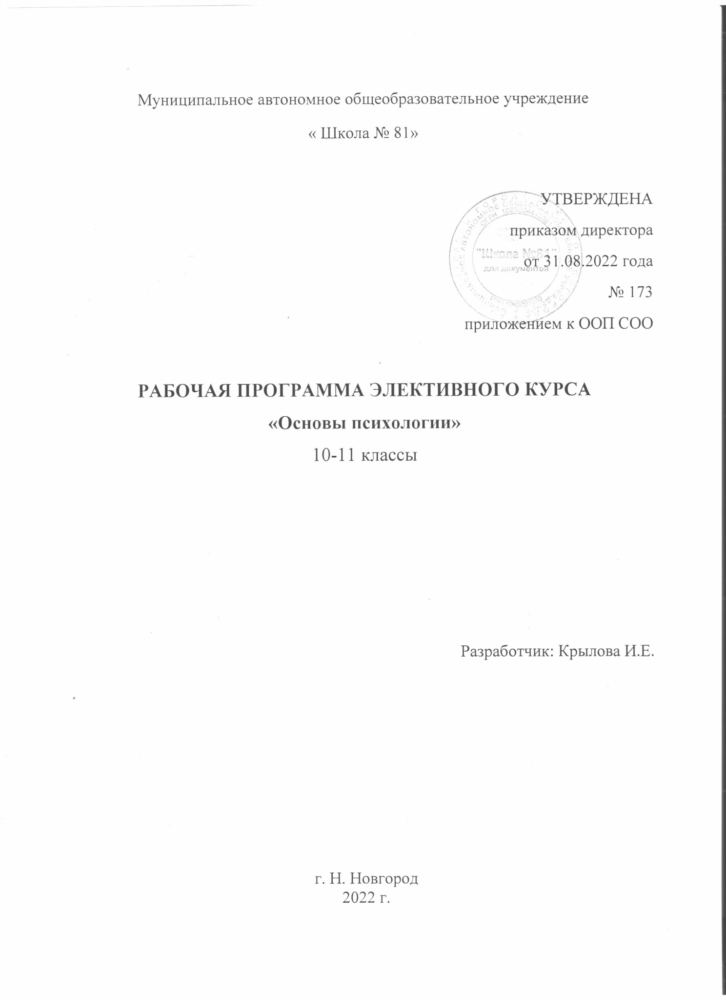 Муниципальное автономное общеобразовательное учреждение
« Школа № 81»
УТВЕРЖДЕНА
приказом директора
от 31.08.2022 года
№ 173
приложением к ООП СОО
"Школа №81"
для документов
РАБОЧАЯ ПРОГРАММА ЭЛЕКТИВНОГО КУРСА
«Основы психологии»
10-11 классы
Разработчик: Крылова И.Е.
г. Н. Новгород
2022 г.